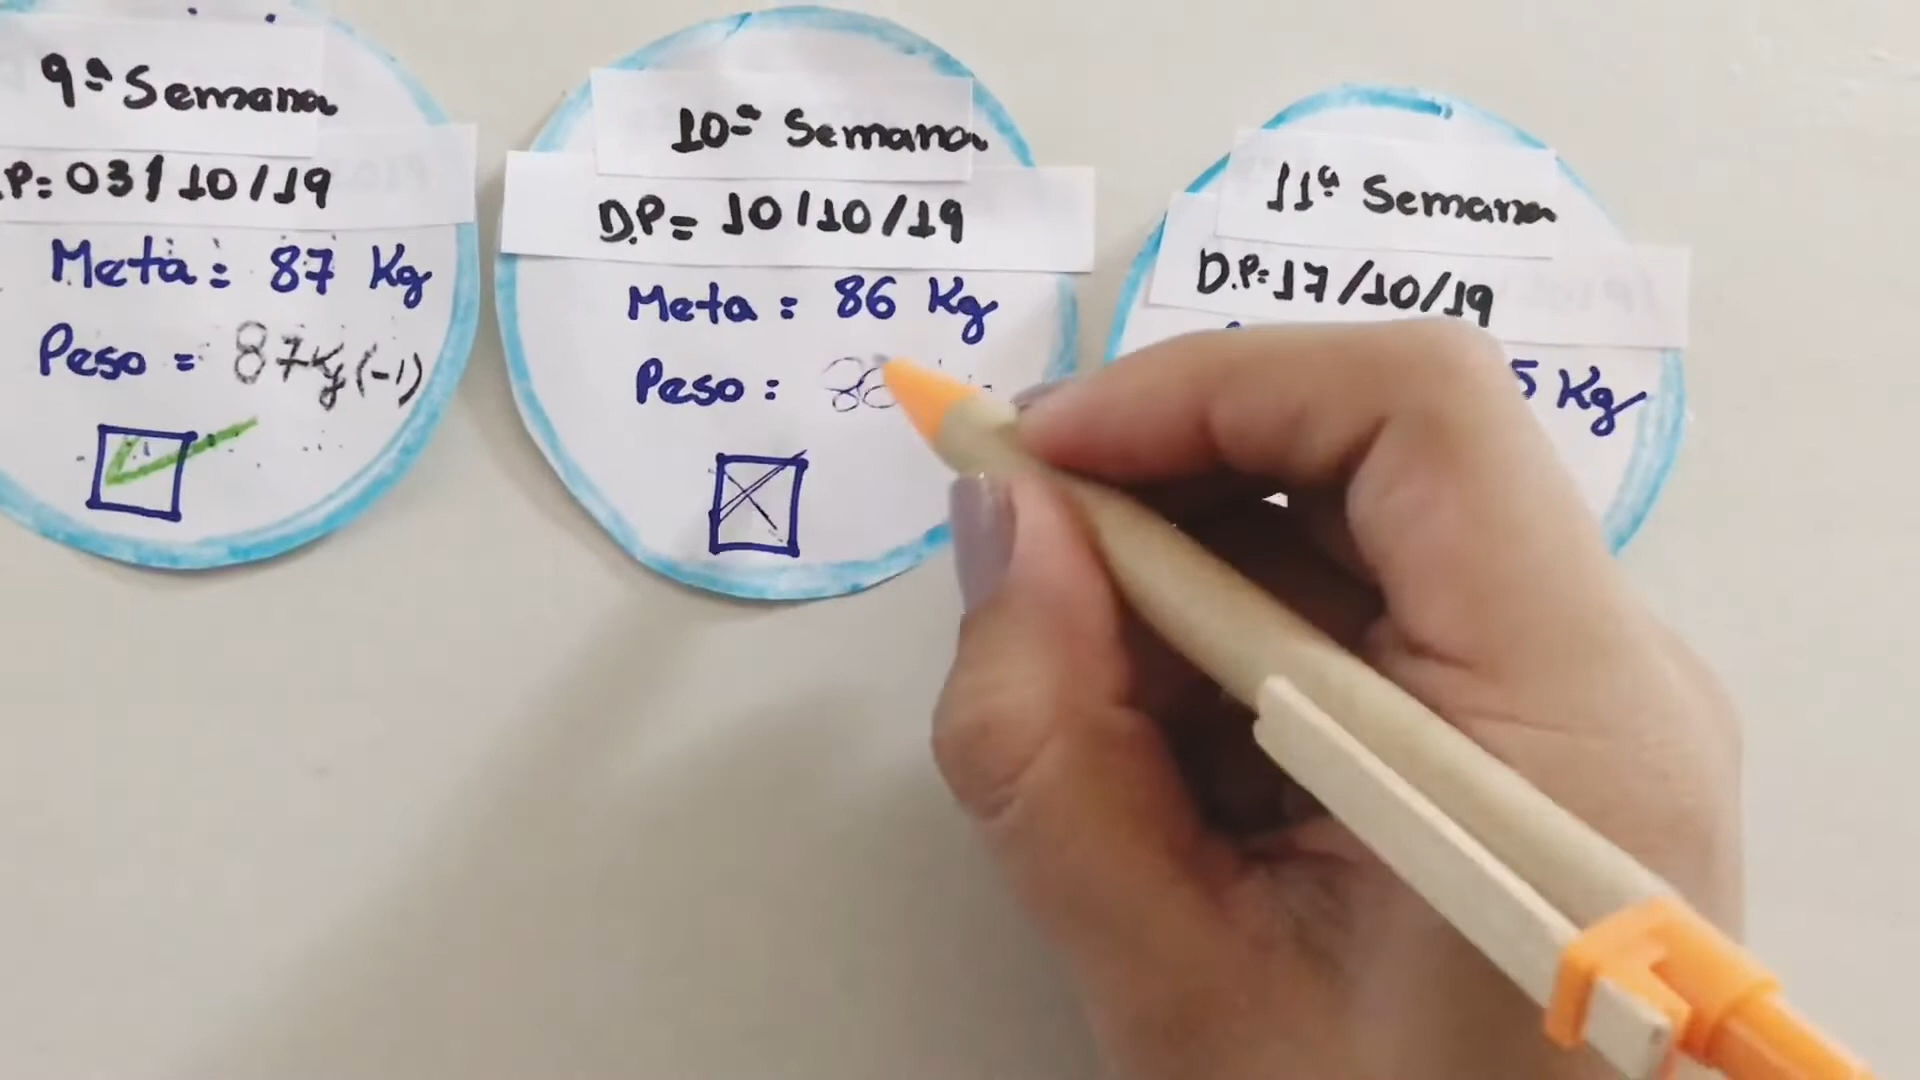 9ª Semana
.P= 03/10/19
Meta: 87 Kg
Peso = 87Kg (-1)
10ª Semana
D.P= 10/10/19
Meta: 86 Kg
Peso:
11ª Semana
D.P=17/10/19
5 Kg